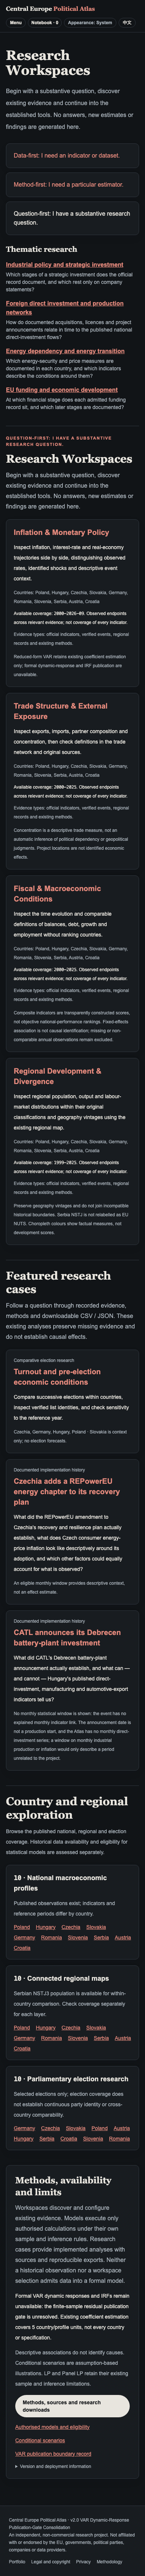 Central Europe Political Atlas
Menu Notebook · 0 Appearance: System 中文
Research
Workspaces
Begin with a substantive question, discover
existing evidence and continue into the
established research tools. No answers, new
estimates or findings are generated here.
Data-first: I need an indicator or dataset.
Method-first: I need a particular estimator.
Question-first: I have a substantive research
question.
Thematic research
Industrial policy and strategic investment
Which stages of a strategic investment does the official
record document, and which rest only on company
statements?
Foreign direct investment and production
networks
How do documented acquisitions, licences and project
announcements relate in time to the published national
direct-investment flows?
Energy dependency and energy transition
Which energy-security and price measures are
documented in each country, and which indicators
describe the conditions around them?
EU funding and economic development
At which financial stage does each admitted funding
record sit, and which later stages are documented?
QUESTION-FIRST: I HAVE A SUBSTANTIVE
RESEARCH QUESTION.
Research Workspaces
Begin with a substantive question, discover existing
evidence and continue into the established research
tools. No answers, new estimates or findings are
generated here.
Inflation & Monetary Policy
Inspect inflation, interest-rate and real-economy
trajectories side by side, distinguishing observed
rates, identified shocks and descriptive event
context.
Countries: Poland, Hungary, Czechia, Slovakia, Germany,
Romania, Slovenia, Serbia, Austria, Croatia
Available coverage: 2000–2026-09. Observed endpoints
across relevant evidence; not coverage of every indicator.
Evidence types: official indicators, verified events, regional
records and existing methods.
Reduced-form VAR retains existing coefficient estimation
only; formal dynamic-response and IRF publication are
unavailable.
Trade Structure & External
Exposure
Inspect exports, imports, partner composition and
concentration, then check definitions in the trade
network and original sources.
Countries: Poland, Hungary, Czechia, Slovakia, Germany,
Romania, Slovenia, Serbia, Austria, Croatia
Available coverage: 2000–2025. Observed endpoints
across relevant evidence; not coverage of every indicator.
Evidence types: official indicators, verified events, regional
records and existing methods.
Concentration is a descriptive trade measure, not an
automatic inference of political dependency or geopolitical
judgments. Project locations are not identified economic
effects.
Fiscal & Macroeconomic
Conditions
Inspect the time evolution and comparable
definitions of balances, debt, growth and
employment without ranking countries.
Countries: Poland, Hungary, Czechia, Slovakia, Germany,
Romania, Slovenia, Serbia, Austria, Croatia
Available coverage: 2000–2025. Observed endpoints
across relevant evidence; not coverage of every indicator.
Evidence types: official indicators, verified events, regional
records and existing methods.
Composite indicators are transparency constructed scores,
not objective national-performance rankings. Fixed-effects
association is not causal identification; missing or non-
comparable annual observations remain excluded.
Regional Development &
Divergence
Inspect regional population, output and labour-
market distributions within their original
classifications and geography vintages using the
existing regional map.
Countries: Poland, Hungary, Czechia, Slovakia, Germany,
Romania, Slovenia, Serbia, Austria, Croatia
Available coverage: 1999–2025. Observed endpoints
across relevant evidence; not coverage of every indicator.
Evidence types: official indicators, verified events, regional
records and existing methods.
Preserve geography vintages and do not join incompatible
historical boundaries. Serbia NSTJ is not relabelled as EU
NUTS. Choropleth colours show factual measures, not
development scores.
Featured research
cases
Follow a question through recorded evidence,
methods and downloadable CSV / JSON. These
existing analyses preserve missing evidence and
do not establish causal effects.
Comparative election research
Turnout and pre-election
economic conditions
Compare successive elections within countries,
inspect verified list identities, and check sensitivity
to the reference year.
Czechia, Germany, Hungary, Poland · Slovakia is context
only; no election forecasts.
Documented implementation history
Czechia adds a REPowerEU
energy chapter to its recovery
plan
What did the REPowerEU amendment to
Czechia's recovery and resilience plan actually
establish, what does Czech consumer energy-
price inflation look like descriptively around its
adoption, and which other factors could equally
account for what is observed?
An eligible monthly window provides descriptive context,
not an effect estimate.
Documented implementation history
CATL announces its Debrecen
battery-plant investment
What did CATL's Debrecen battery-plant
announcement actually establish, and what can —
and cannot — Hungary's published direct-
investment, manufacturing and automotive-export
indicators tell us?
No monthly statistical window is shown: the event has no
explained monthly indicator link. The announcement date
is not a production start, and the Atlas has no monthly direct-
investment series; a window on monthly industrial
production or inflation would only describe a period
unrelated to the project.
Country and regional
exploration
Browse the published national, regional and election
coverage. Historical data availability and eligibility for
statistical models are assessed separately.
10 · National macroeconomic
profiles
Published observations exist; indicators and
reference periods differ by country.
Poland Hungary Czechia Slovakia
Germany Romania Slovenia Serbia Austria
Croatia
10 · Connected regional maps
Serbian NSTJ3 population is available for within-
country comparison. Check coverage separately
for each layer.
Poland Hungary Czechia Slovakia
Germany Romania Slovenia Serbia Austria
Croatia
10 · Parliamentary election research
Selected elections only; election coverage does
not establish continuous party identity or cross-
country comparability.
Germany Czechia Slovakia Poland Austria
Hungary Serbia Croatia Slovenia Romania
Methods, availability
and limits
Workspaces discover and configure
existing evidence. Models execute only
authorised calculations under their own
sample and inference rules. Research
cases provide implemented analyses with
sources and reproducible exports. Neither
a historical observation nor a workspace
selection admits data into a formal model.
Formal VAR dynamic responses and IRFs remain
unavailable: the finite-sample residual publication
gate is unresolved. Existing coefficient estimation
covers 5 country/profile units, not every country
or specification.
Descriptive associations do not identify causes.
Conditional scenarios are assumption-based
illustrations. LP and Panel LP retain their existing
sample and inference limitations.
Methods, sources and research
downloads
Authorised models and eligibility
Conditional scenarios
VAR publication boundary record
▸ Version and deployment information
Central Europe Political Atlas · v2.0 VAR Dynamic-Response
Publication-Gate Consolidation
An independent, non-commercial research project. Not affiliated
with or endorsed by the EU, governments, political parties,
companies or data providers.
Portfolio Legal and copyright Privacy Methodology